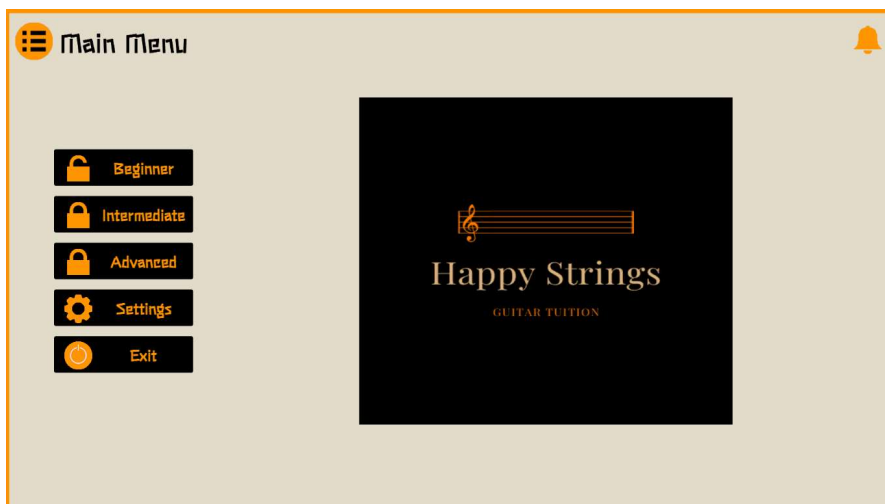 Main Menu
Beginner
Intermediate
Advanced
Settings
Exit
Happy Strings
GUITAR TUITION